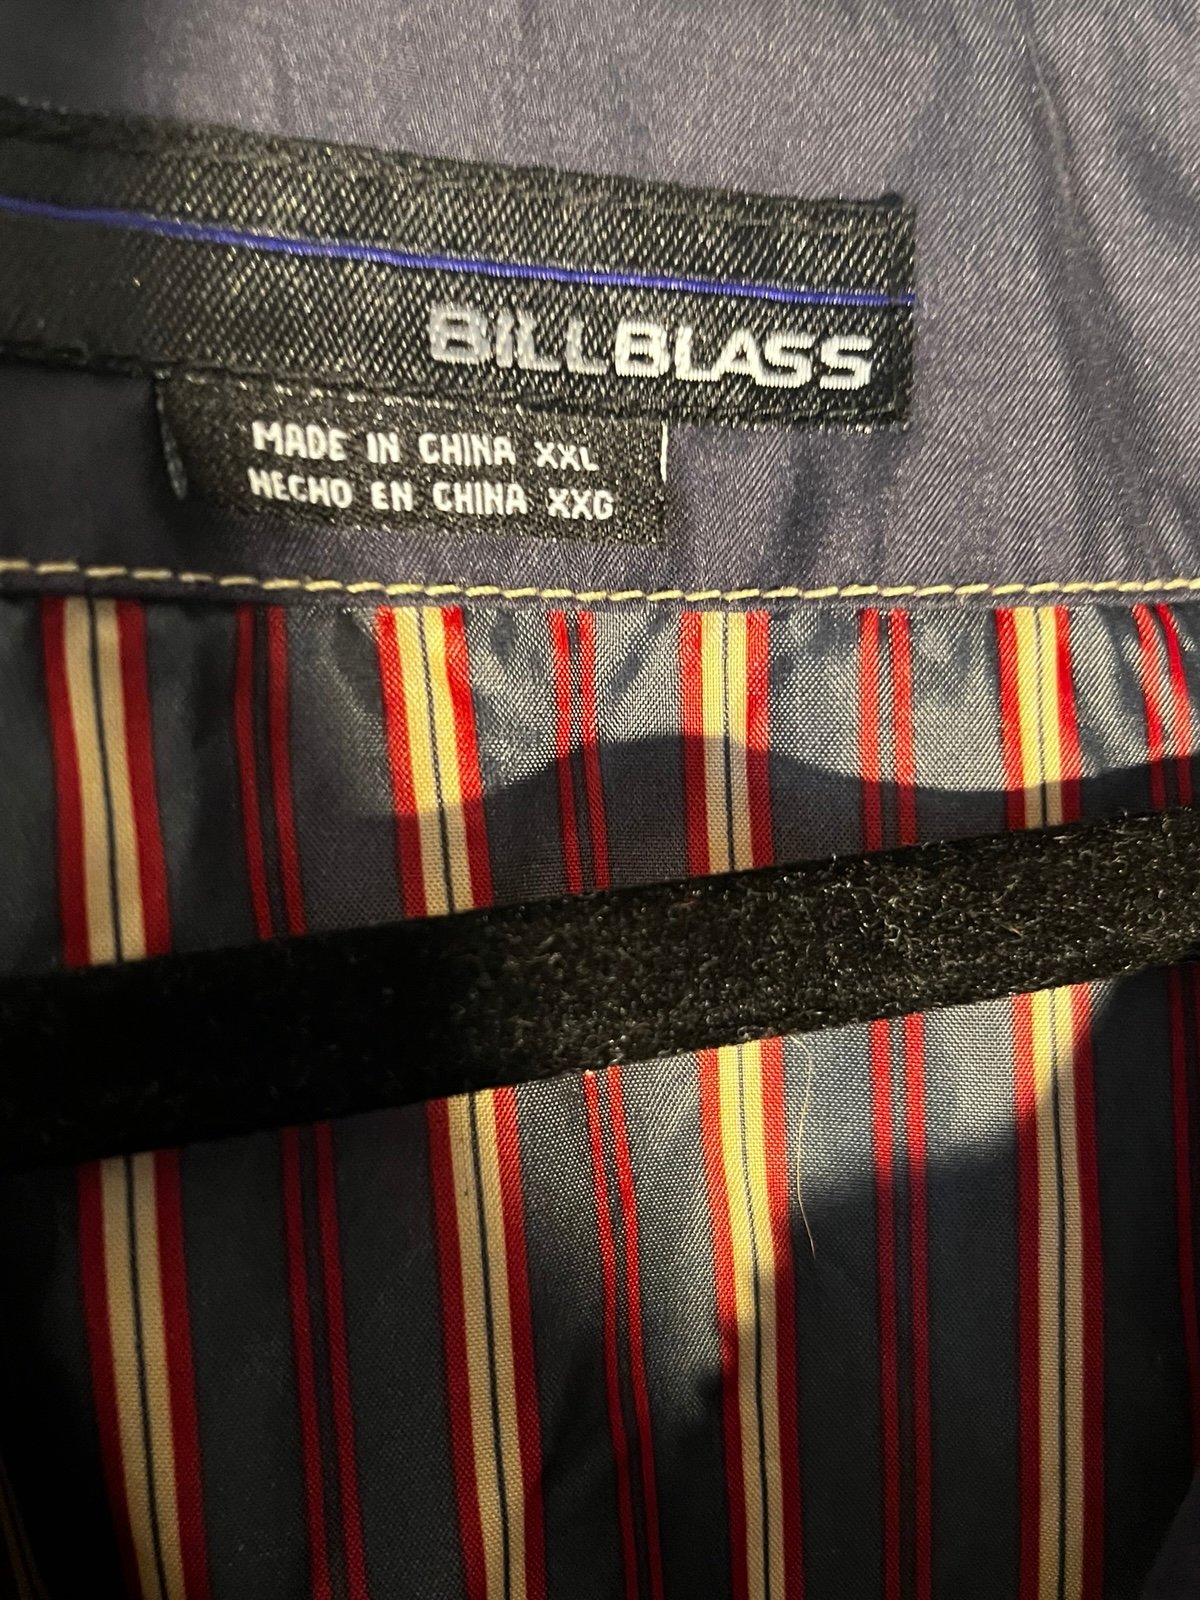 BILLBLASS
MADE IN CHINA XXL
HECHO EN CHINA XXG